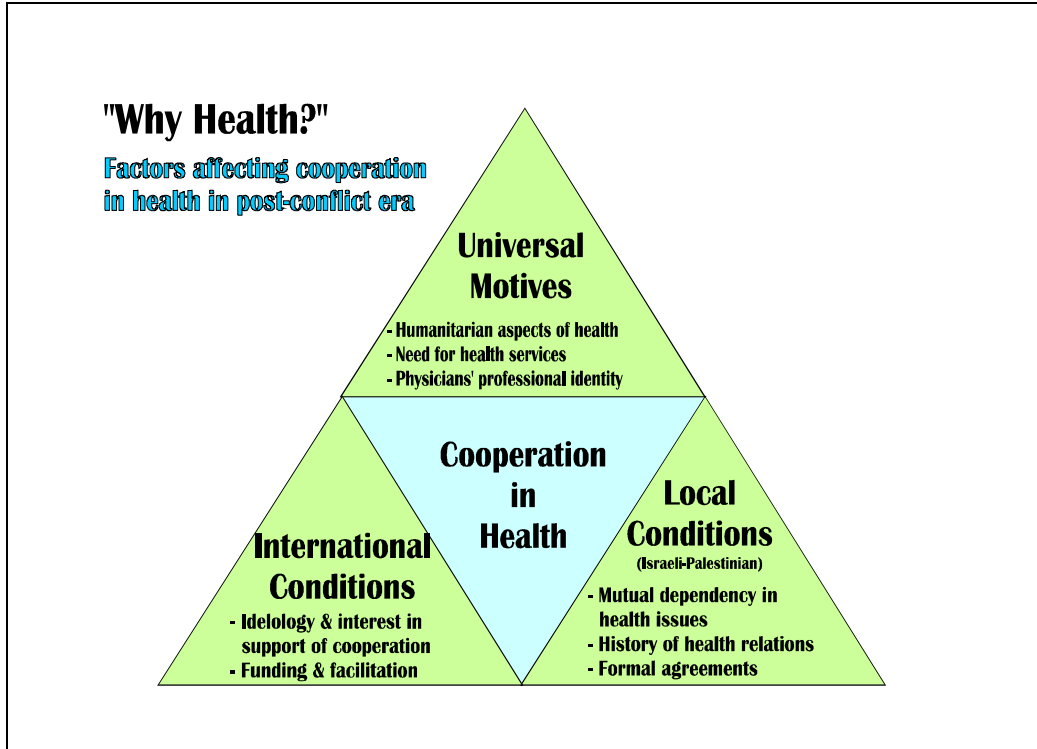 "Why Health?"
Factors affecting cooperation
in health in post-conflict era
Universal
Motives
- Humanitarian aspects of health
- Need for health services
- Physicians' professional identity
Cooperation
in
Health
International
Conditions
- Idelology & interest in
support of cooperation
- Funding & facilitation
Local
Conditions
(Israeli-Palestinian)
- Mutual dependency in
health issues
- History of health relations
- Formal agreements